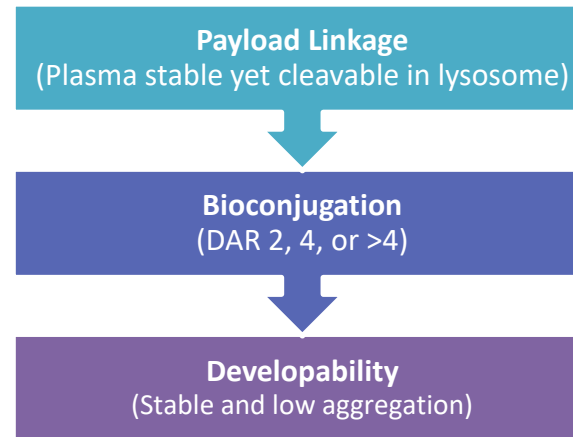 Payload Linkage
(Plasma stable yet cleavable in lysosome)
Bioconjugation
(DAR 2, 4, or >4)
Developability
(Stable and low aggregation)